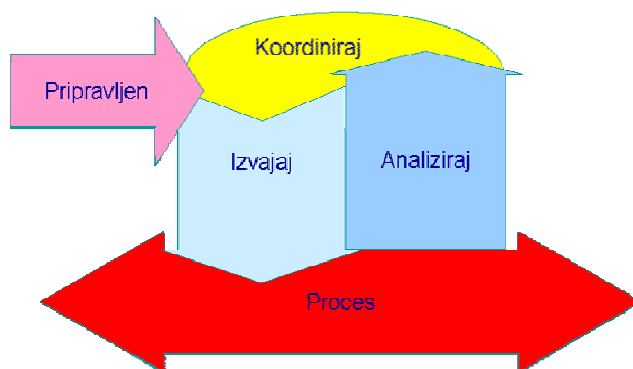 Koordiniraj
Pripravljen
Izvajaj
Analiziraj
Proces